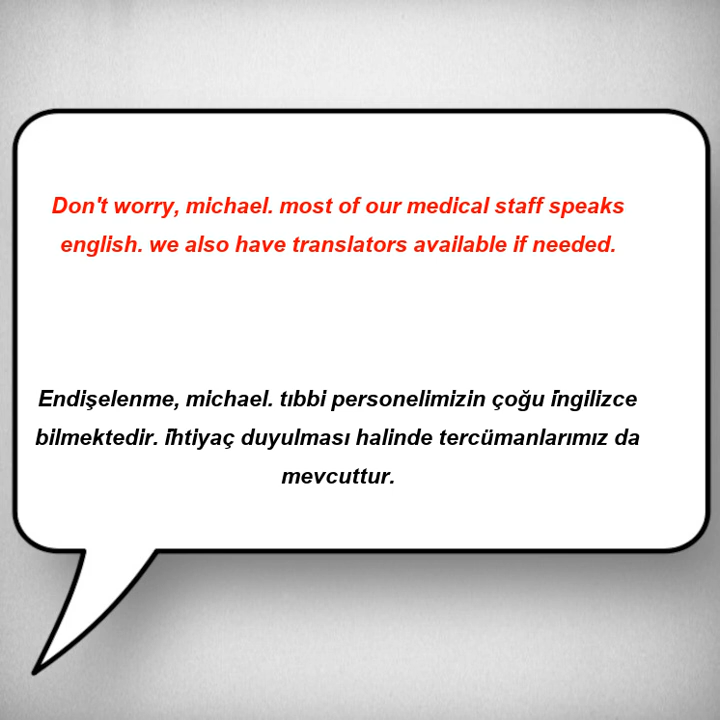 Don't worry, michael. most of our medical staff speaks
english. we also have translators available if needed.
Endişelenme, michael. tıbbi personelimizin çoğu i̇ngilizce
bilmektedir. i̇htiyaç duyulması halinde tercümanlarımız da
mevcuttur.